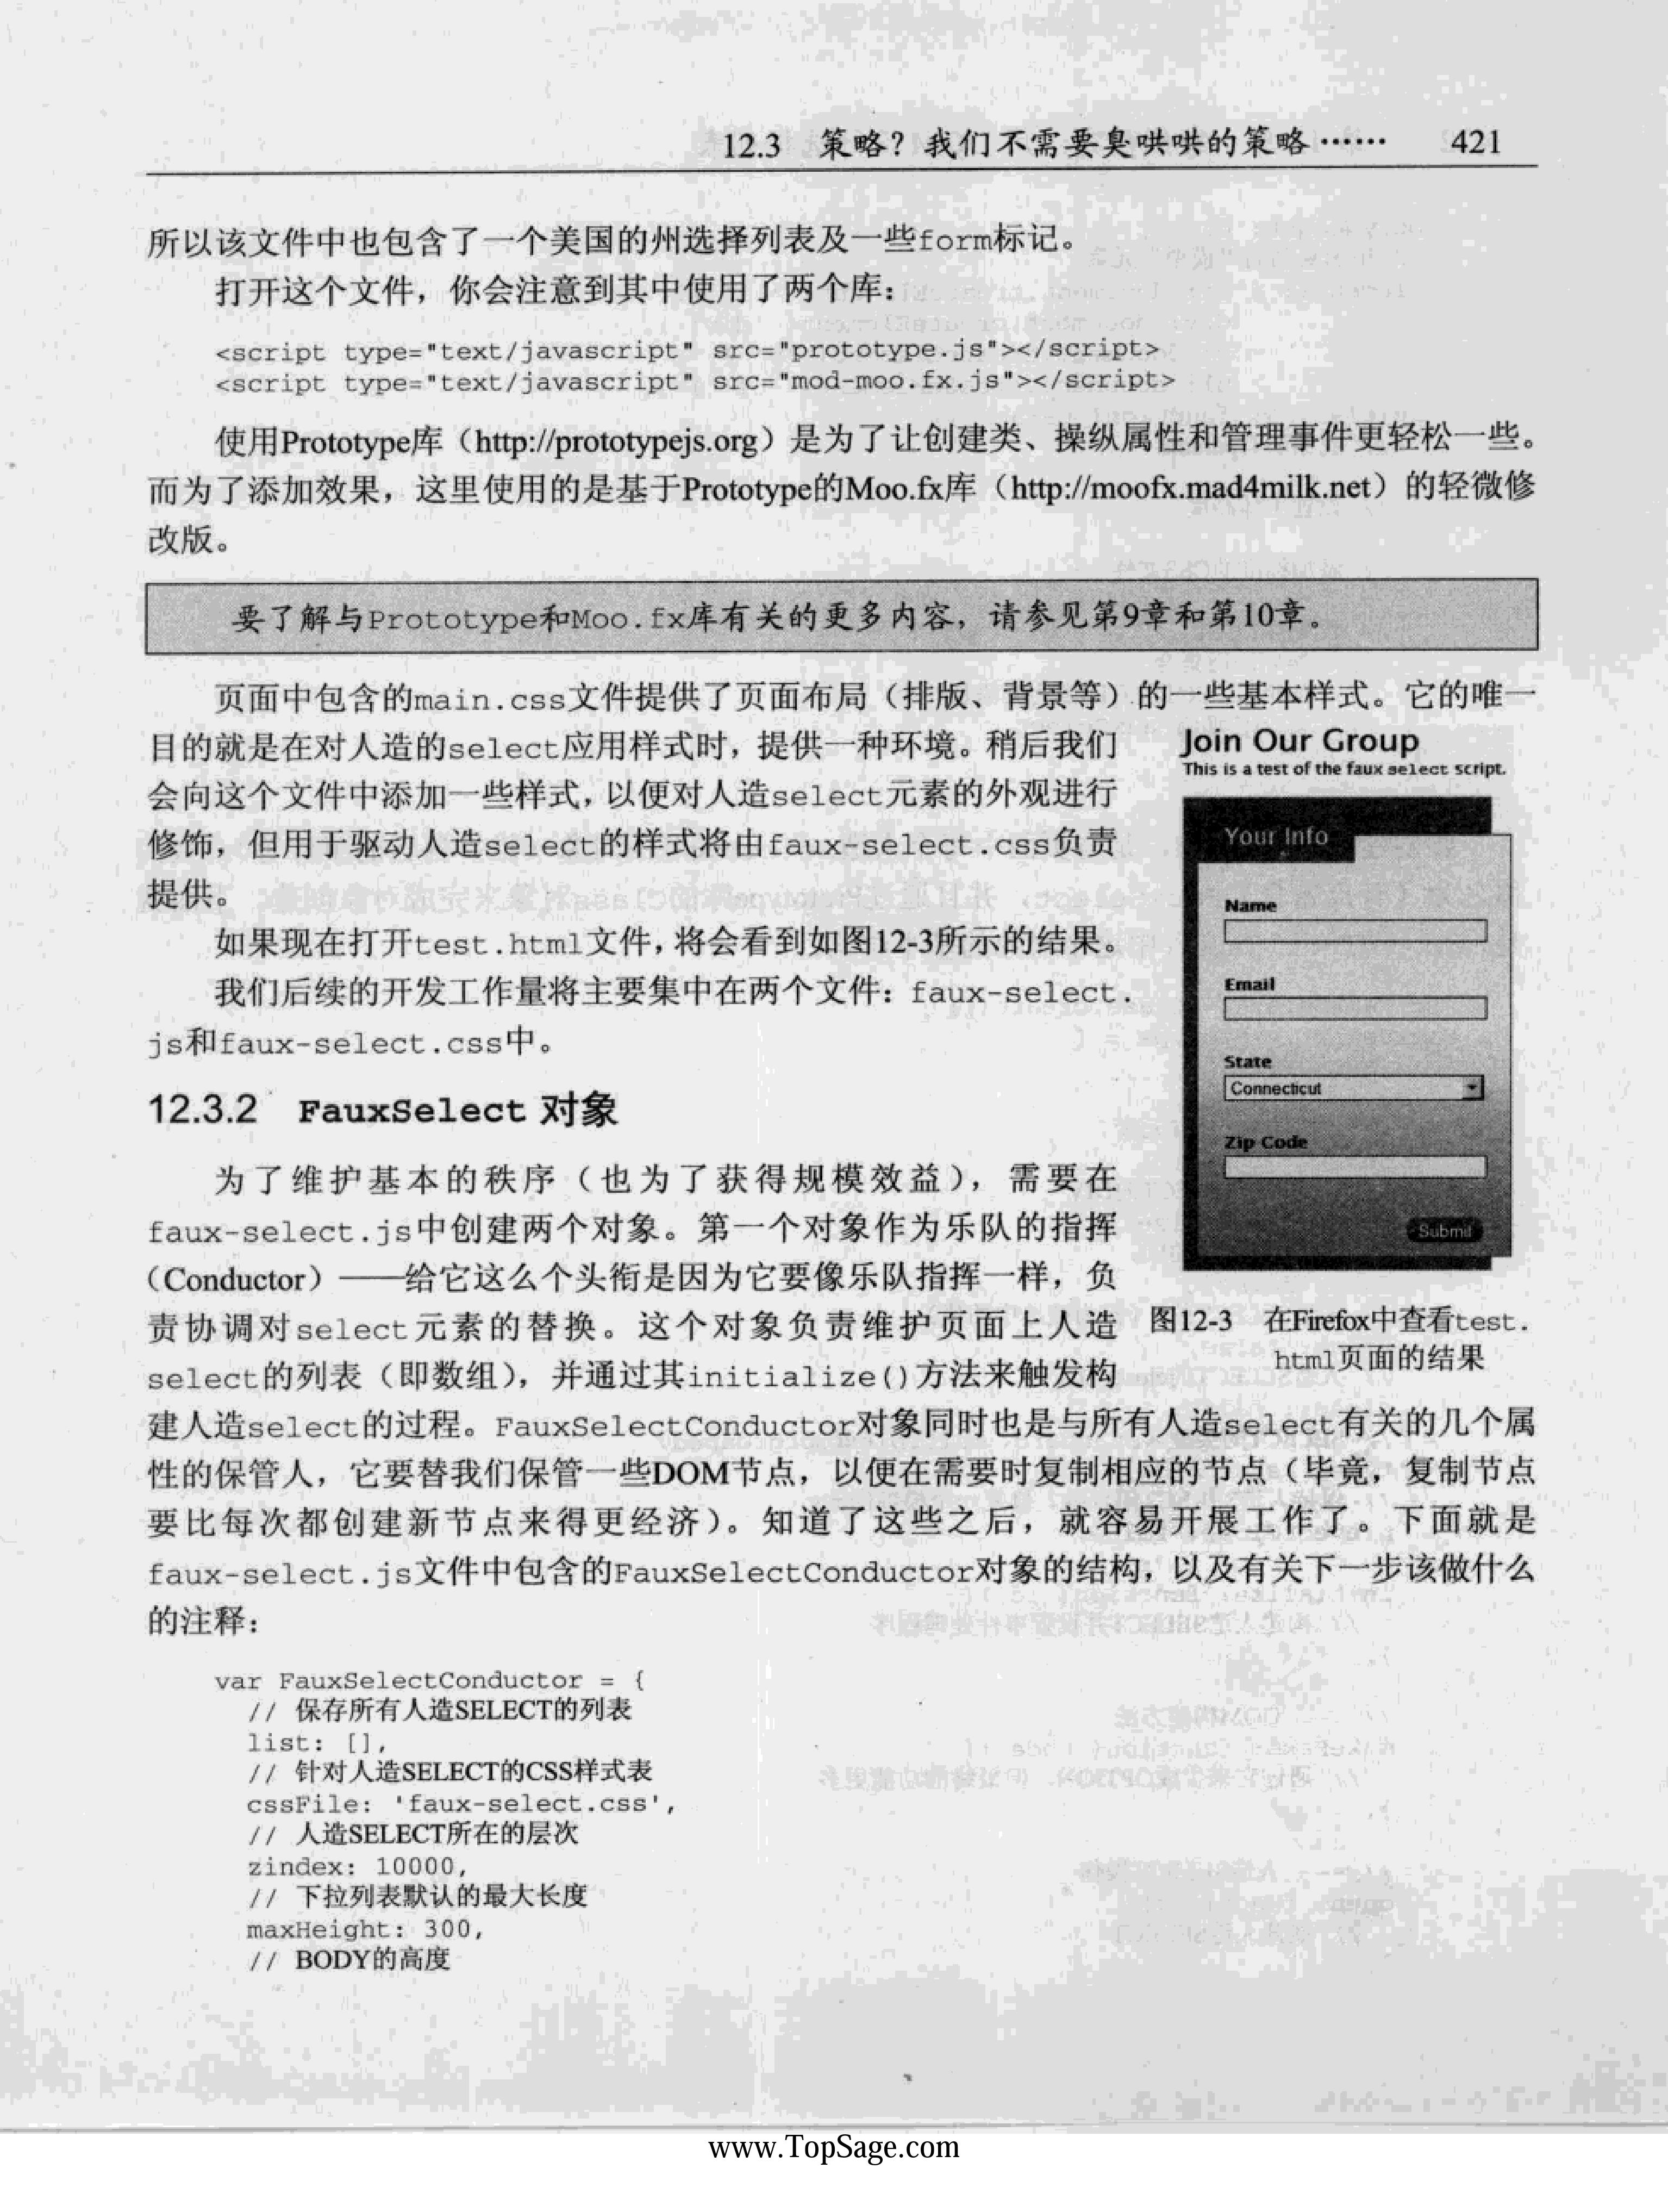 12.3 策略？我们不需要臭哄哄的策略…… 421
所以该文件中也包含了一个美国的州选择列表及一些form标记。
打开这个文件，你会注意到其中使用了两个库：
<script type="text/javascript" src="prototype.js"></script>
<script type="text/javascript" src="mod-moo.fx.js"></script>
使用Prototype库（http://prototypejs.org）是为了让创建类、操纵属性和管理事件更轻松一些。
而为了添加效果，这里使用的是基于Prototype的Moo.fx库（http://moofx.mad4milk.net）的轻微修
改版。
要了解与Prototype和Moo.fx库有关的更多内容，请参见第9章和第10章。
页面中包含的main.css文件提供了页面布局（排版、背景等）的一些基本样式。它的唯一
目的就是在对人造的select应用样式时，提供一种环境。稍后我们
会向这个文件中添加一些样式，以便对人造select元素的外观进行
修饰，但用于驱动人造select的样式将由faux-select.css负责
提供。
如果现在打开test.html文件，将会看到如图12-3所示的结果。
我们后续的开发工作量将主要集中在两个文件：faux-select.
js和faux-select.css中。
12.3.2 FauxSelect 对象
为了维护基本的秩序（也为了获得规模效益），需要在
faux-select.js中创建两个对象。第一个对象作为乐队的指挥
（Conductor）——给它这么个头衔是因为它要像乐队指挥一样，负
责协调对select元素的替换。这个对象负责维护页面上人造
select的列表（即数组），并通过其initialize()方法来触发构
Join Our Group
This is a test of the faux select script.
Your Info
Name
Email
State
Connecticut
Zip Code
Submit
图12-3 在Firefox中查看test.
html页面的结果
建人造select的过程。FauxSelectConductor对象同时也是与所有人造select有关的几个属
性的保管人，它要替我们保管一些DOM节点，以便在需要时复制相应的节点（毕竟，复制节点
要比每次都创建新节点来得更经济）。知道了这些之后，就容易开展工作了。下面就是
faux-select.js文件中包含的FauxSelectConductor对象的结构，以及有关下一步该做什么
的注释：
var FauxSelectConductor = {
// 保存所有人造SELECT的列表
list: [],
// 针对人造SELECT的CSS样式表
cssFile: 'faux-select.css',
// 人造SELECT所在的层次
zindex: 10000,
// 下拉列表默认的最大长度
maxHeight: 300,
// BODY的高度
www.TopSage.com